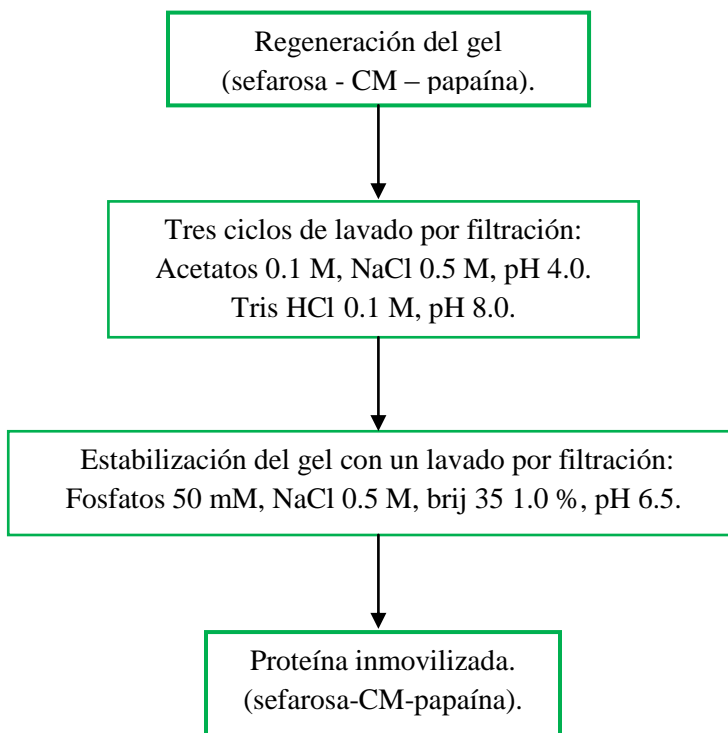 Regeneración del gel
(sefarosa - CM – papaína).
Tres ciclos de lavado por filtración:
Acetatos 0.1 M, NaCl 0.5 M, pH 4.0.
Tris HCl 0.1 M, pH 8.0.
Estabilización del gel con un lavado por filtración:
Fosfatos 50 mM, NaCl 0.5 M, brij 35 1.0 %, pH 6.5.
Proteína inmovilizada.
(sefarosa-CM-papaína).